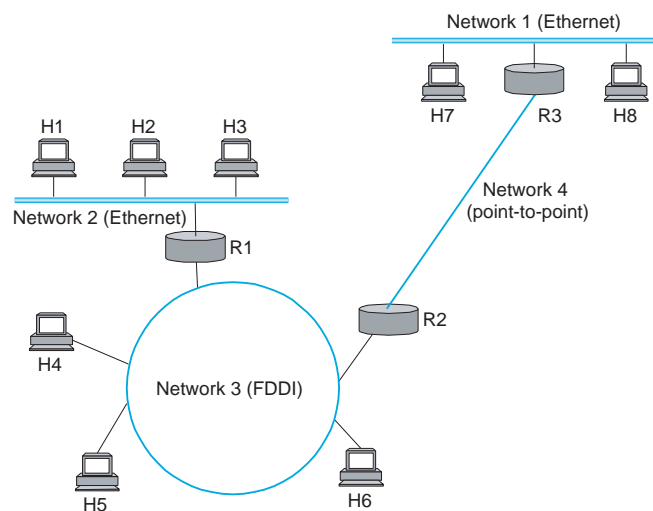 Network 1 (Ethernet)
H7
R3
H8
H1
H2
H3
Network 2 (Ethernet)
R1
Network 4
(point-to-point)
R2
H4
Network 3 (FDDI)
H5
H6